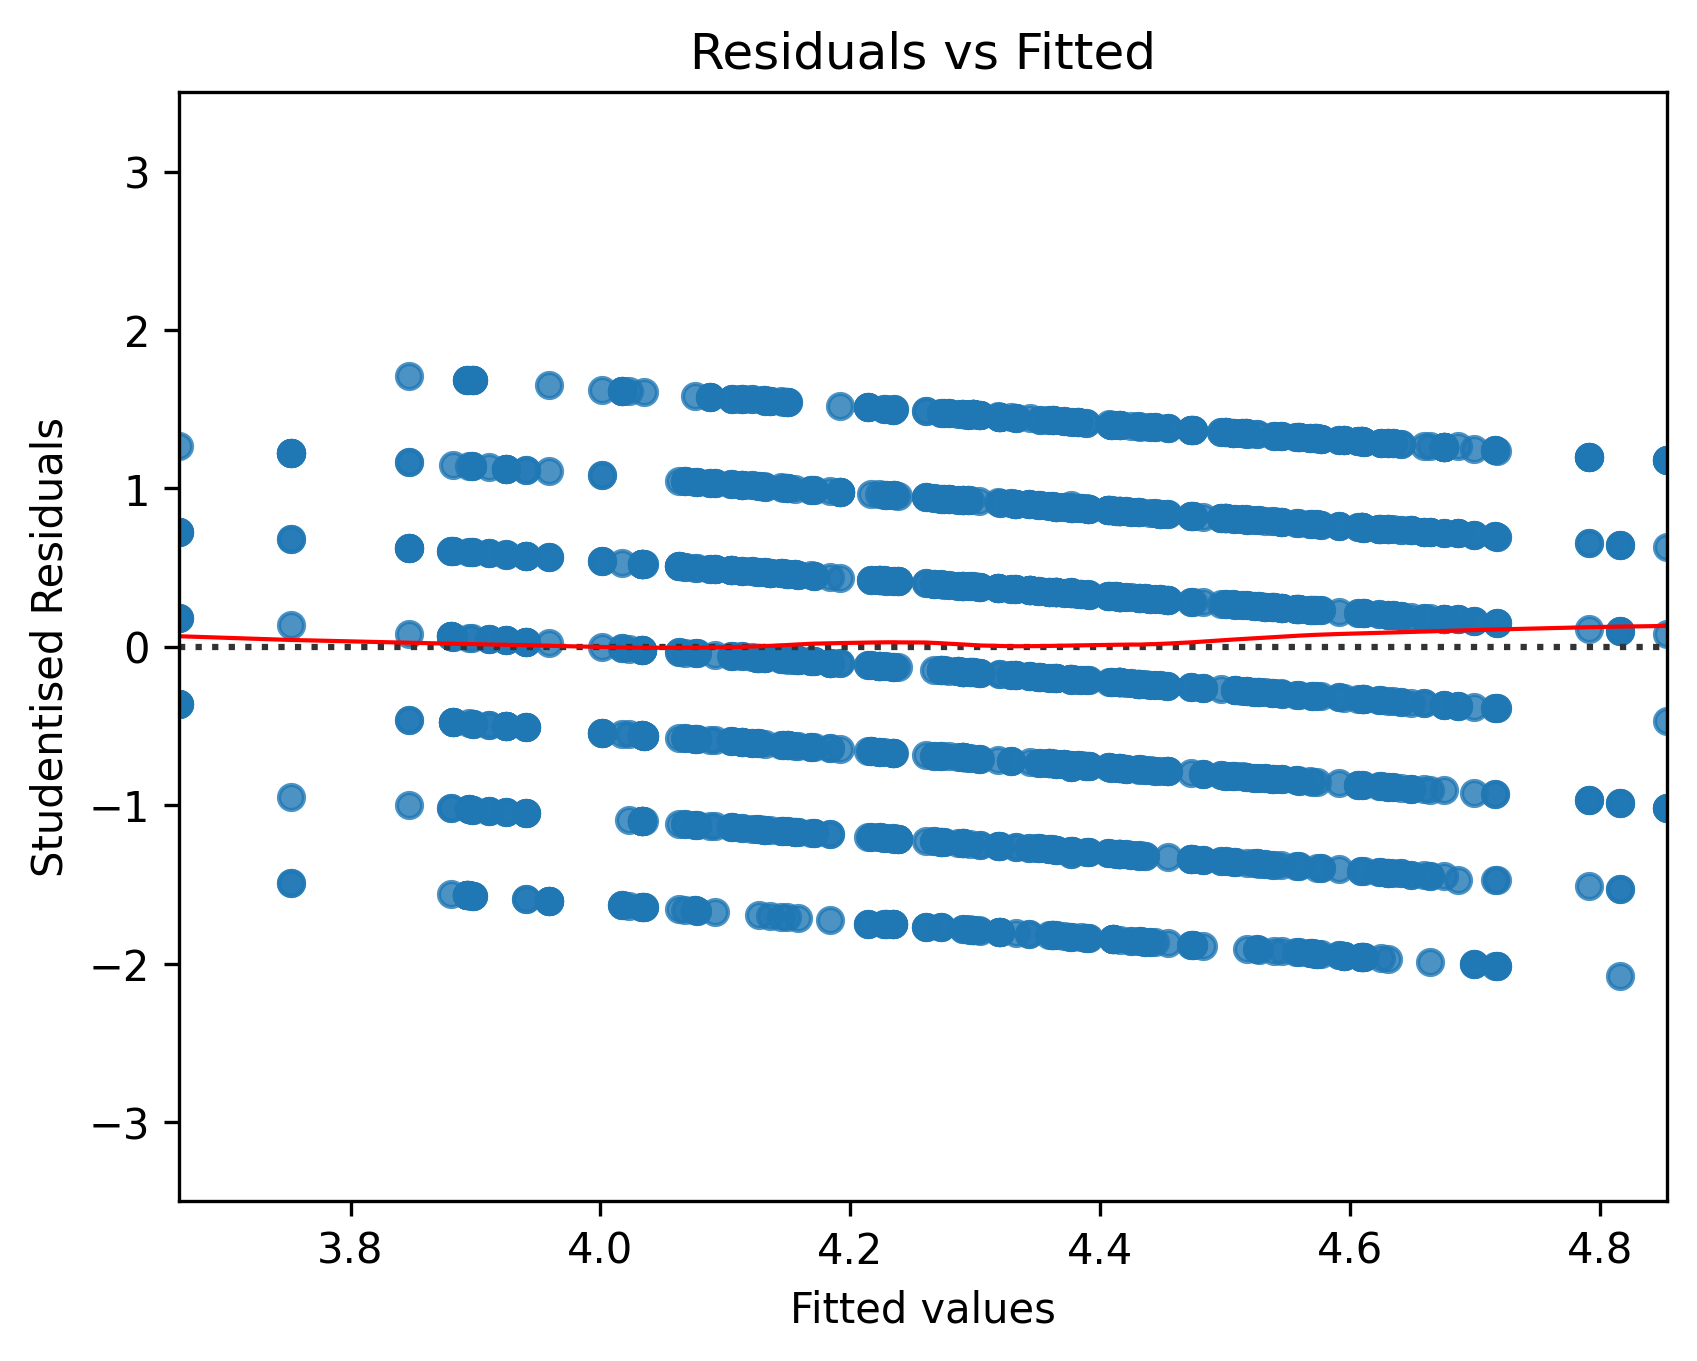 Residuals vs Fitted
Studentised Residuals
3
2
1
0
−1
−2
−3
3.8 4.0 4.2 4.4 4.6 4.8
Fitted values